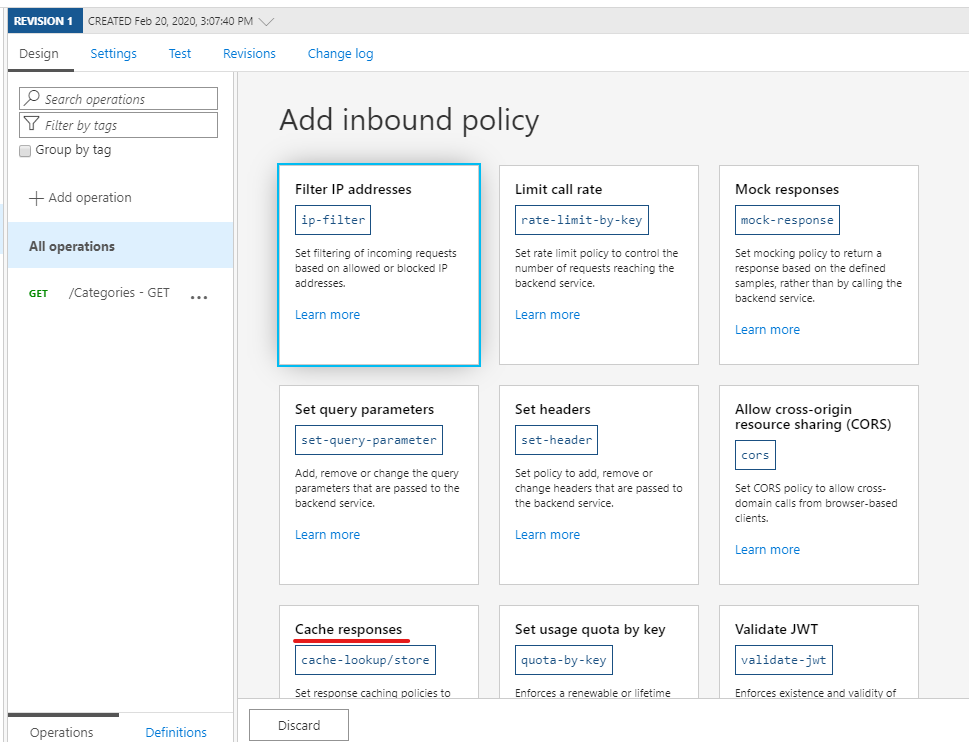 REVISION 1 CREATED Feb 20, 2020, 3:07:40 PM
Design Settings Test Revisions Change log
Search operations
Filter by tags
Group by tag
Add operation
All operations
GET /Categories - GET ...
Operations Definitions
Add inbound policy
Filter IP addresses
ip-filter
Set filtering of incoming requests
based on allowed or blocked IP
addresses.
Learn more
Limit call rate
rate-limit-by-key
Set rate limit policy to control the
number of requests reaching the
backend service.
Learn more
Mock responses
mock-response
Set mocking policy to return a
response based on the defined
samples, rather than by calling the
backend service.
Learn more
Set query parameters
set-query-parameter
Add, remove or change the query
parameters that are passed to the
backend service.
Learn more
Set headers
set-header
Set policy to add, remove or
change headers that are passed to
the backend service.
Learn more
Allow cross-origin
resource sharing (CORS)
cors
Set CORS policy to allow cross-
domain calls from browser-based
clients.
Learn more
Cache responses
cache-lookup/store
Set response caching policies to
Set usage quota by key
quota-by-key
Enforces a renewable or lifetime
Validate JWT
validate-jwt
Enforces existence and validity of
Discard